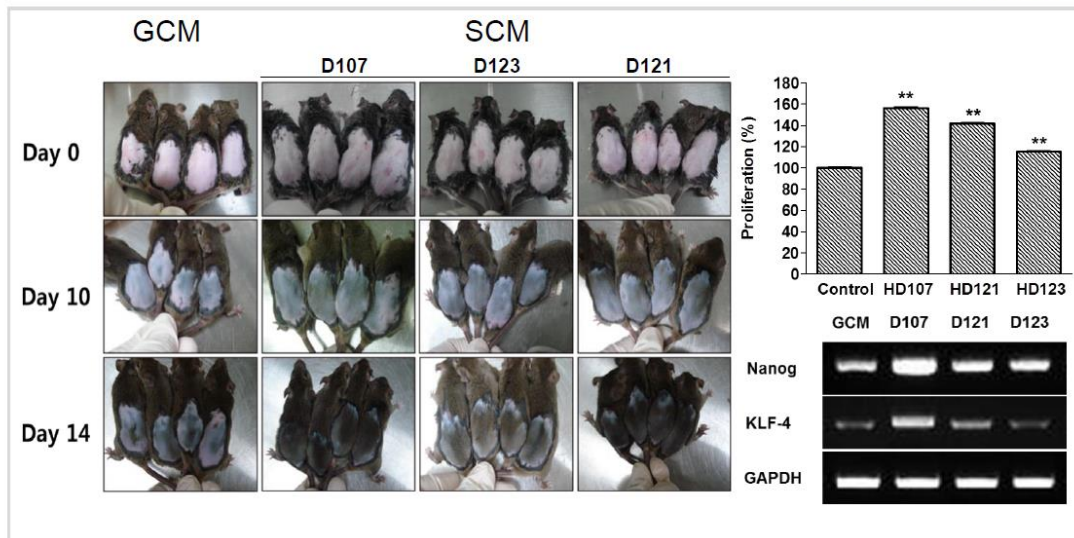 GCM SCM
D107 D123 D121
Day 0
Day 10
Day 14
Proliferation (%)
180
160
140
120
100
80
60
40
20
0
** ** **
Control HD107 HD121 HD123
GCM D107 D121 D123
Nanog
KLF-4
GAPDH